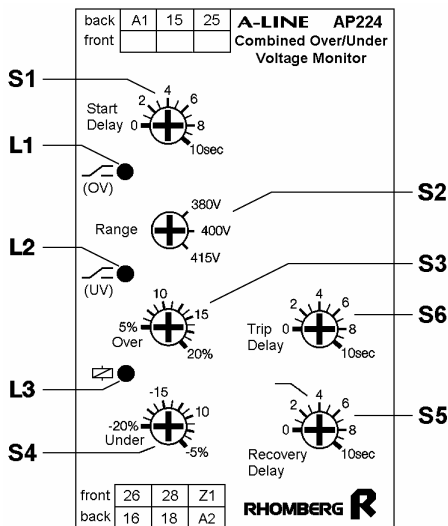 back A1 15 25
front
A-LINE AP224
Combined Over/Under
Voltage Monitor
S1
Start
Delay
0 2 4 6 8 10sec
L1
(OV)
S2
Range
380V
400V
415V
L2
(UV)
S3
5% 10 15 20%
Over
S6
Trip
Delay
0 2 4 6 8 10sec
L3
S4
-20% -15 10 -5%
Under
S5
Recovery
Delay
0 2 4 6 8 10sec
front 26 28 Z1
back 16 18 A2
RHOMBERG R